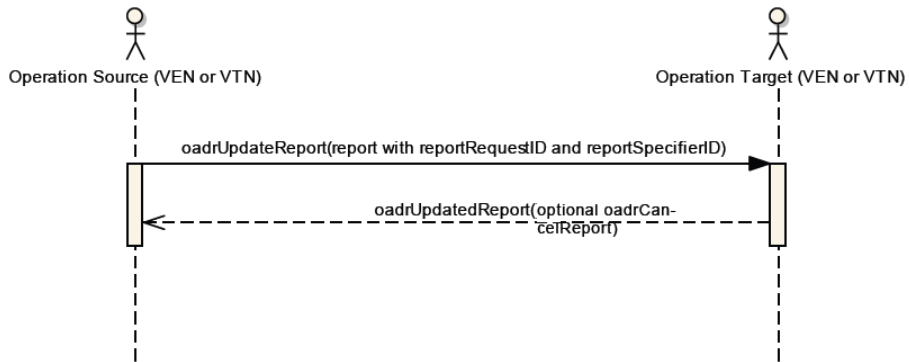 Operation Source (VEN or VTN)
Operation Target (VEN or VTN)
oadrUpdateReport(report with reportRequestID and reportSpecifierID)
oadrUpdatedReport(optional oadrCan-
celReport)